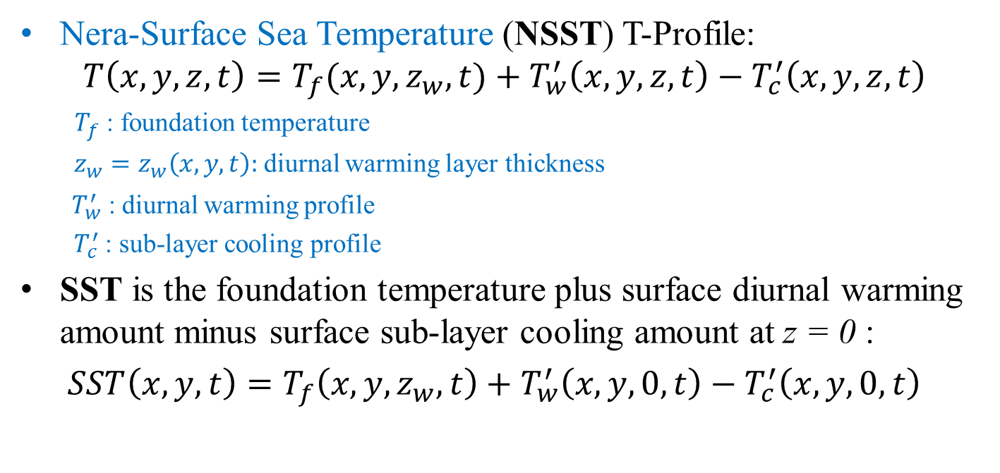 • Nera-Surface Sea Temperature (NSST) T-Profile:
T(x, y, z, t) = T_f(x, y, z_w, t) + T′_w(x, y, z, t) − T′_c(x, y, z, t)
T_f : foundation temperature
z_w = z_w(x, y, t): diurnal warming layer thickness
T′_w : diurnal warming profile
T′_c : sub-layer cooling profile
• SST is the foundation temperature plus surface diurnal warming
amount minus surface sub-layer cooling amount at z = 0 :
SST(x, y, t) = T_f(x, y, z_w, t) + T′_w(x, y, 0, t) − T′_c(x, y, 0, t)